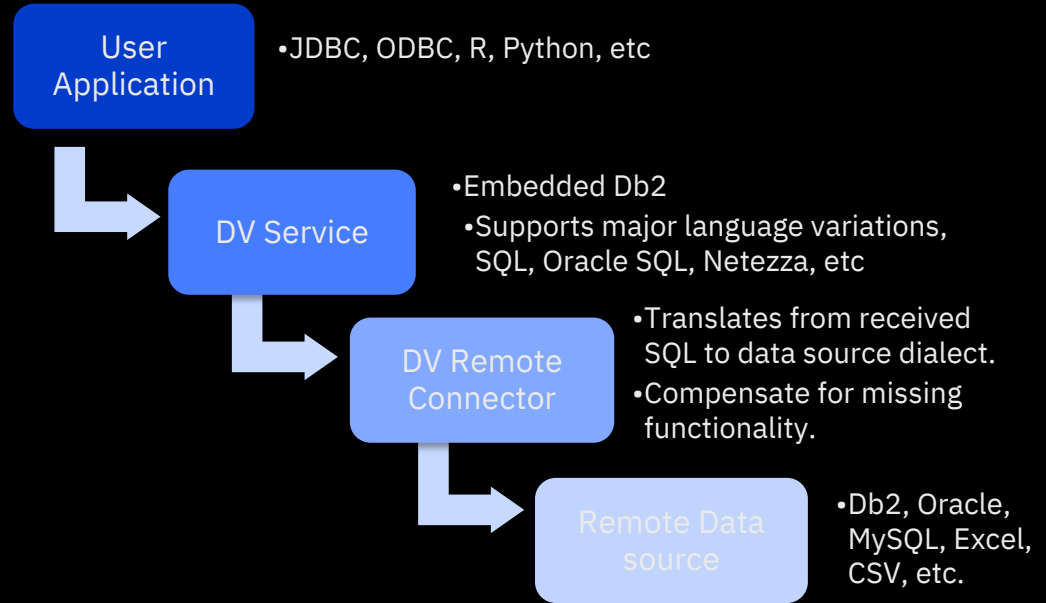 User
Application
•JDBC, ODBC, R, Python, etc
DV Service
•Embedded Db2
•Supports major language variations,
SQL, Oracle SQL, Netezza, etc
DV Remote
Connector
•Translates from received
SQL to data source dialect.
•Compensate for missing
functionality.
Remote Data
source
•Db2, Oracle,
MySQL, Excel,
CSV, etc.